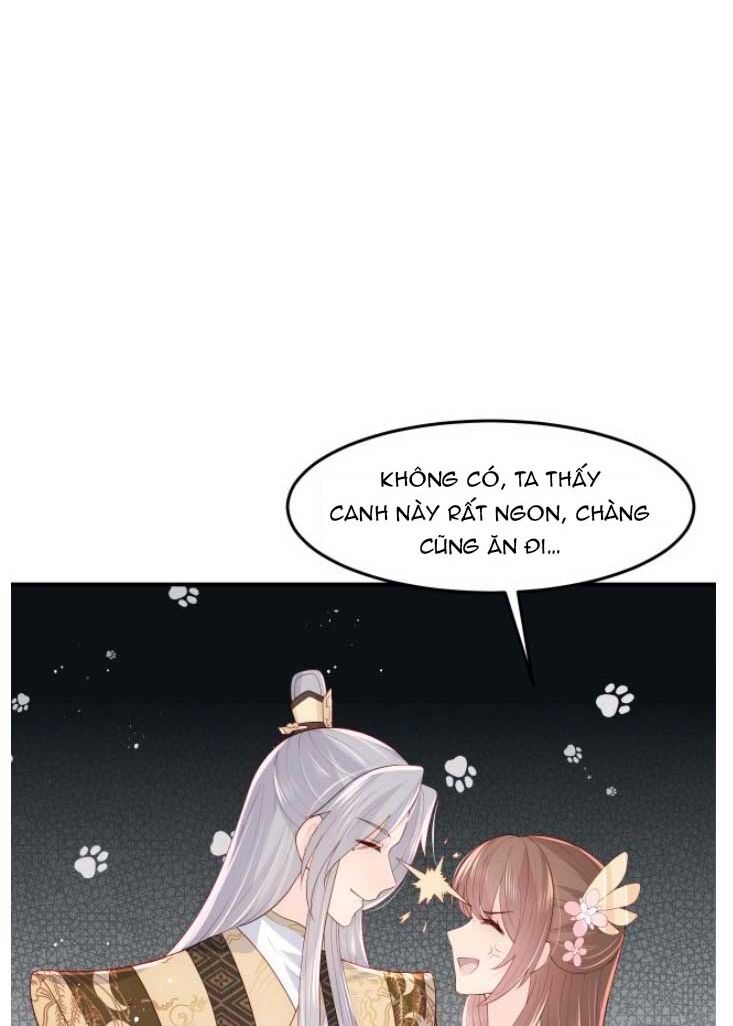 KHÔNG CÓ, TA THẤY
CANH NÀY RẤT NGON, CHÀNG
CŨNG ĂN ĐI...